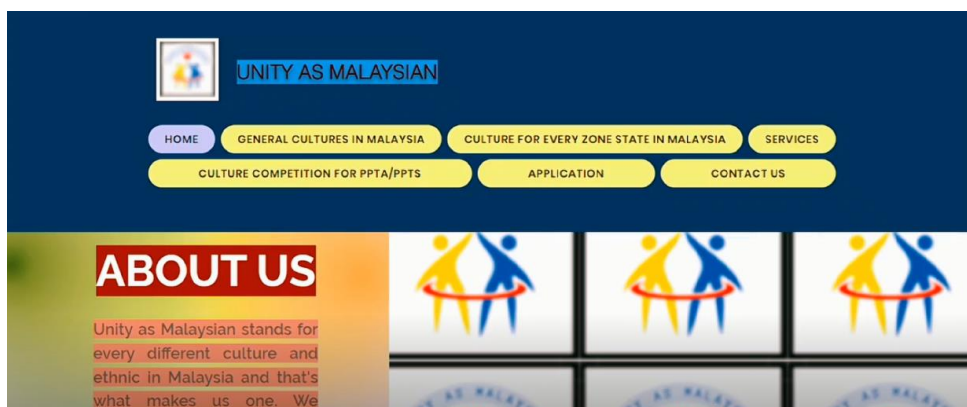 UNITY AS MALAYSIAN
HOME
GENERAL CULTURES IN MALAYSIA
CULTURE FOR EVERY ZONE STATE IN MALAYSIA
SERVICES
CULTURE COMPETITION FOR PPTA/PPTS
APPLICATION
CONTACT US
ABOUT US
Unity as Malaysian stands for
every different culture and
ethnic in Malaysia and that's
what makes us one. We